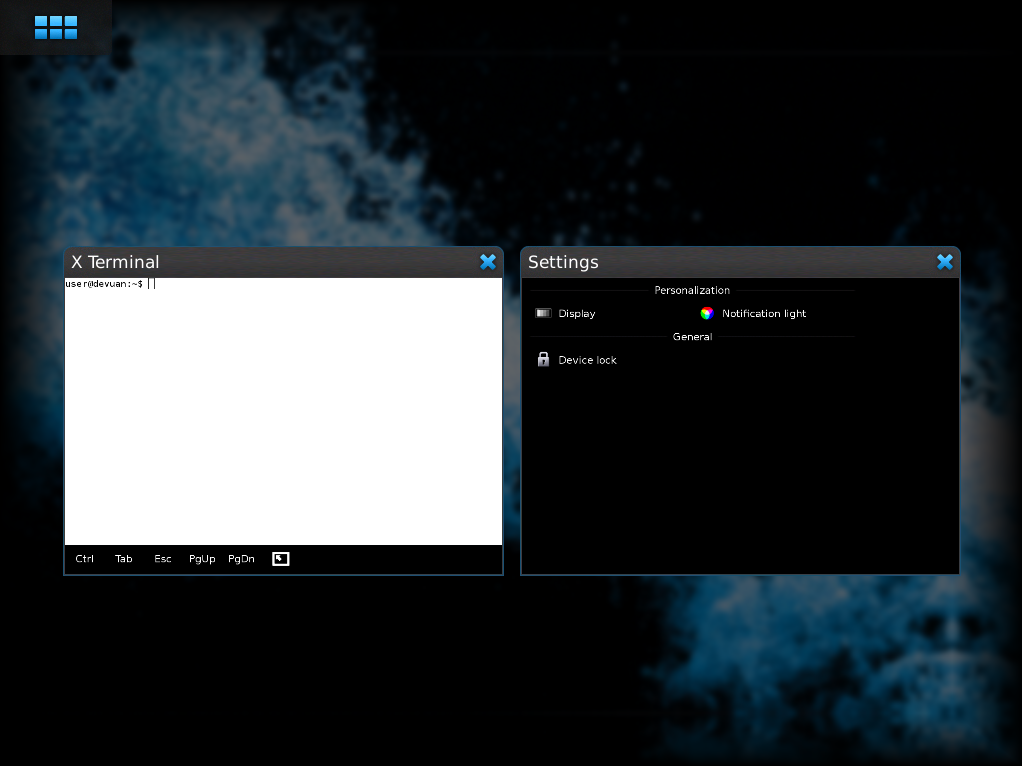 X Terminal
user@devuan:~$
Ctrl Tab Esc PgUp PgDn
Settings
Personalization
Display Notification light
General
Device lock